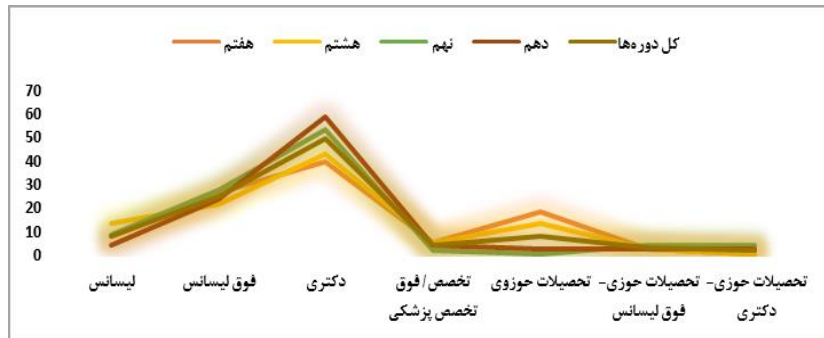 کل دوره‌ها دهم نهم هشتم هفتم
70
60
50
40
30
20
10
0
لیسانس
فوق لیسانس
دکتری
تخصص/ فوق
تخصص پزشکی
تحصیلات حوزوی
تحصیلات حوزی-
فوق لیسانس
تحصیلات حوزی-
دکتری